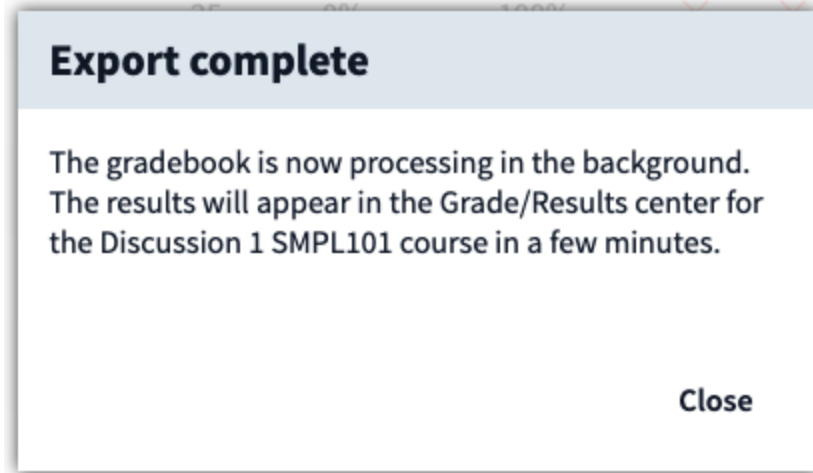 Export complete
The gradebook is now processing in the background.
The results will appear in the Grade/Results center for
the Discussion 1 SMPL101 course in a few minutes.
Close